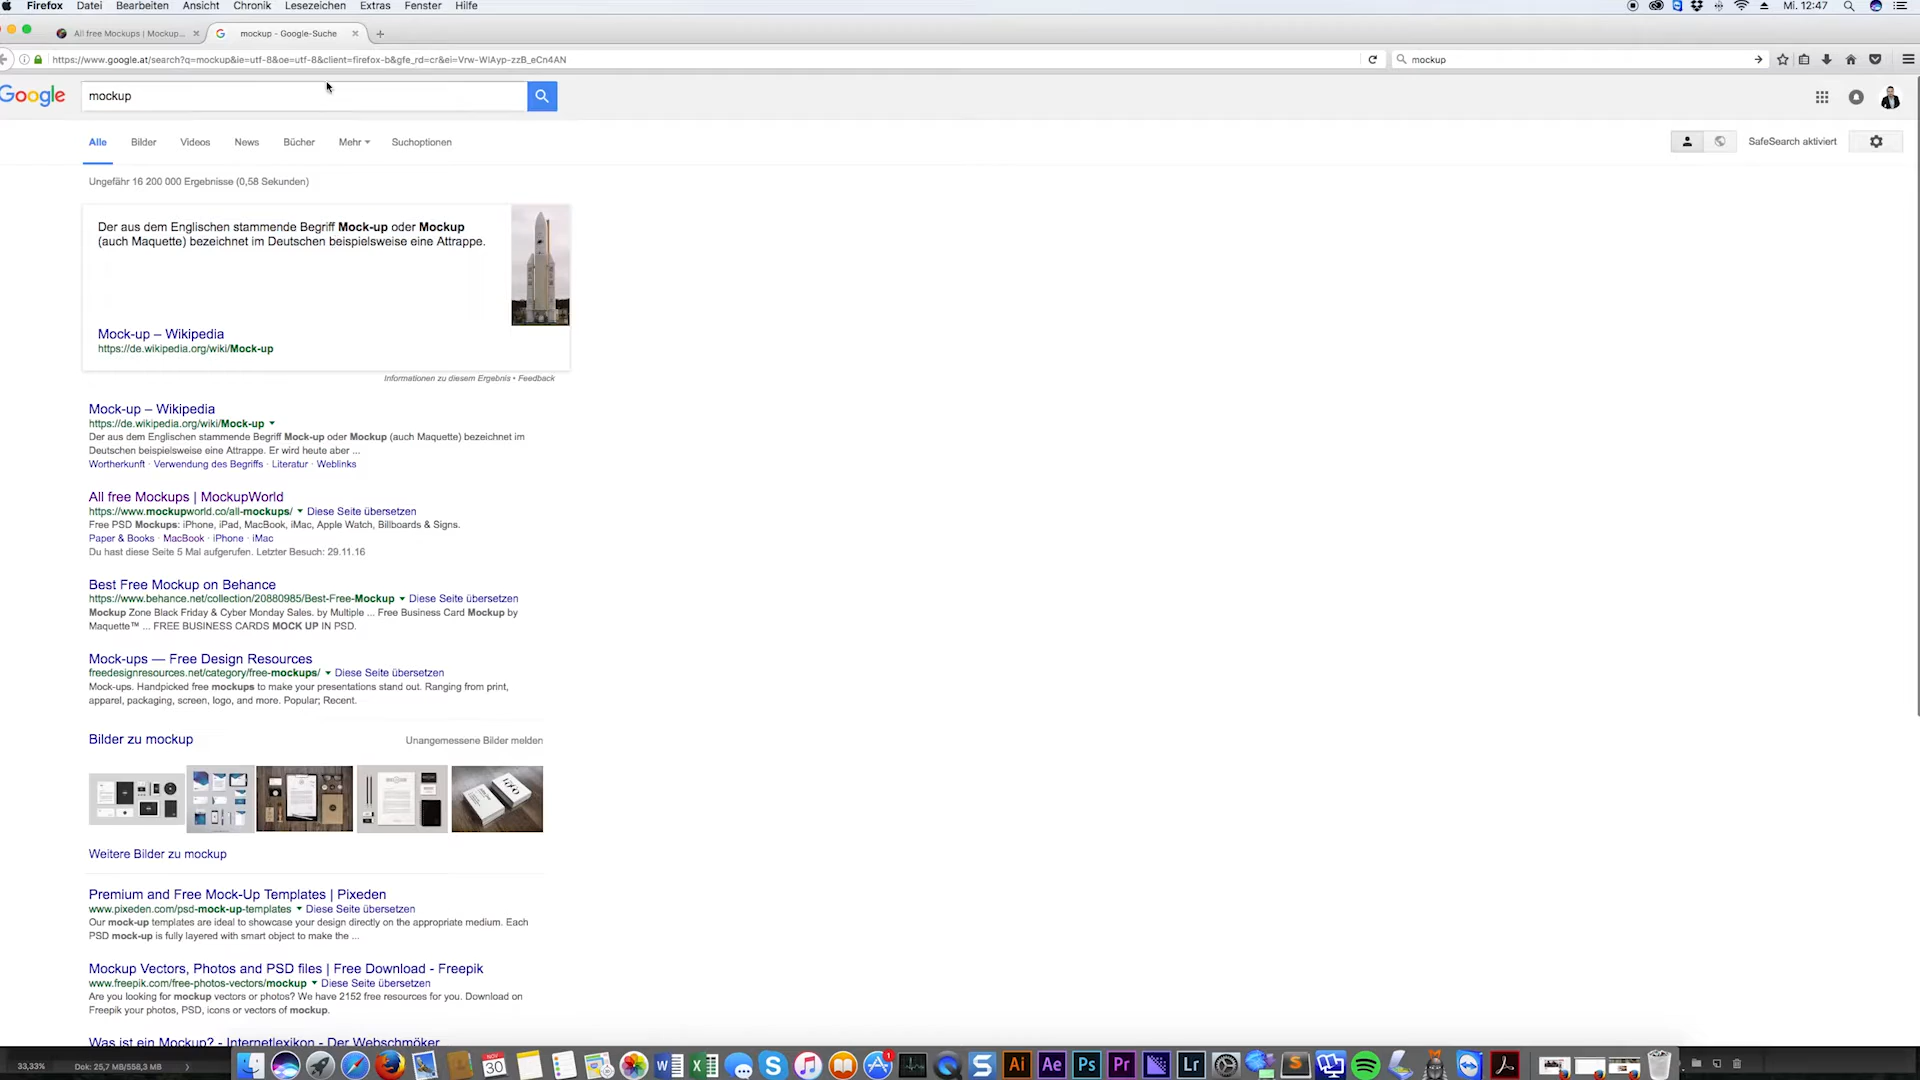 Firefox Datei Bearbeiten Ansicht Chronik Lesezeichen Extras Fenster Hilfe Mi. 12:47
All free Mockups | Mockup... mockup - Google-Suche
https://www.google.at/search?q=mockup&ie=utf-8&oe=utf-8&client=firefox-b&gfe_rd=cr&ei=Vrw-WIAyp-zzB_eCn4AN mockup
Google mockup
Alle Bilder Videos News Bücher Mehr Suchoptionen SafeSearch aktiviert
Ungefähr 16 200 000 Ergebnisse (0,58 Sekunden)
Der aus dem Englischen stammende Begriff Mock-up oder Mockup
(auch Maquette) bezeichnet im Deutschen beispielsweise eine Attrappe.
Mock-up – Wikipedia
https://de.wikipedia.org/wiki/Mock-up
Informationen zu diesem Ergebnis • Feedback
Mock-up – Wikipedia
https://de.wikipedia.org/wiki/Mock-up
Der aus dem Englischen stammende Begriff Mock-up oder Mockup (auch Maquette) bezeichnet im
Deutschen beispielsweise eine Attrappe. Er wird heute aber ...
Wortherkunft · Verwendung des Begriffs · Literatur · Weblinks
All free Mockups | MockupWorld
https://www.mockupworld.co/all-mockups/ Diese Seite übersetzen
Free PSD Mockups: iPhone, iPad, MacBook, iMac, Apple Watch, Billboards & Signs.
Paper & Books · MacBook · iPhone · iMac
Du hast diese Seite 5 Mal aufgerufen. Letzter Besuch: 29.11.16
Best Free Mockup on Behance
https://www.behance.net/collection/20880985/Best-Free-Mockup Diese Seite übersetzen
Mockup Zone Black Friday & Cyber Monday Sales. by Multiple ... Free Business Card Mockup by
Maquette™ ... FREE BUSINESS CARDS MOCK UP IN PSD.
Mock-ups — Free Design Resources
freedesignresources.net/category/free-mockups/ Diese Seite übersetzen
Mock-ups. Handpicked free mockups to make your presentations stand out. Ranging from print,
apparel, packaging, screen, logo, and more. Popular; Recent.
Bilder zu mockup Unangemessene Bilder melden
Weitere Bilder zu mockup
Premium and Free Mock-Up Templates | Pixeden
www.pixeden.com/psd-mock-up-templates Diese Seite übersetzen
Our mock-up templates are ideal to showcase your design directly on the appropriate medium. Each
PSD mock-up is fully layered with smart object to make the ...
Mockup Vectors, Photos and PSD files | Free Download - Freepik
www.freepik.com/free-photos-vectors/mockup Diese Seite übersetzen
Are you looking for mockup vectors or photos? We have 2152 free resources for you. Download on
Freepik your photos, PSD, icons or vectors of mockup.
Was ist ein Mockup? - Internetlexikon - Der Webschmöker
33,33% Dok: 25,7 MB/558,3 MB NOV 30 1 Ai Ae Ps Pr Lr